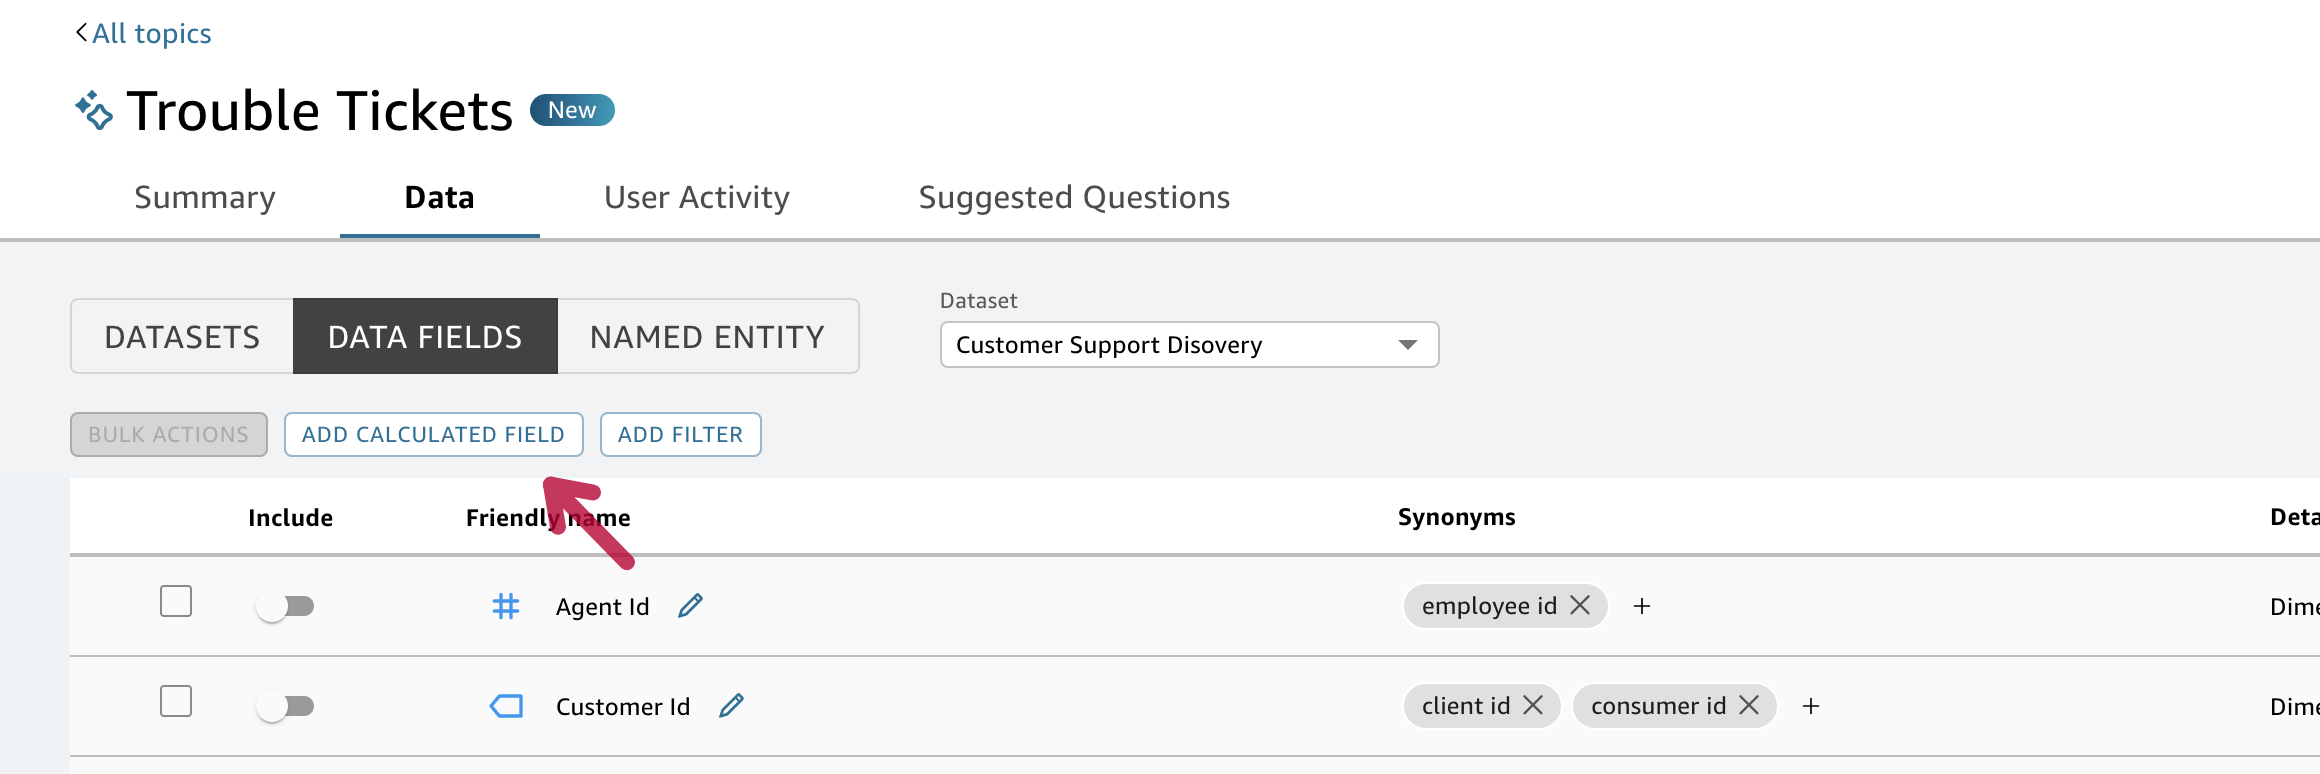 All topics
Trouble Tickets New
Summary Data User Activity Suggested Questions
Dataset
DATASETS DATA FIELDS NAMED ENTITY
Customer Support Disovery
BULK ACTIONS ADD CALCULATED FIELD ADD FILTER
Include Friendly name Synonyms Deta
Agent Id employee id +
Dime
Customer Id client id consumer id +
Dime